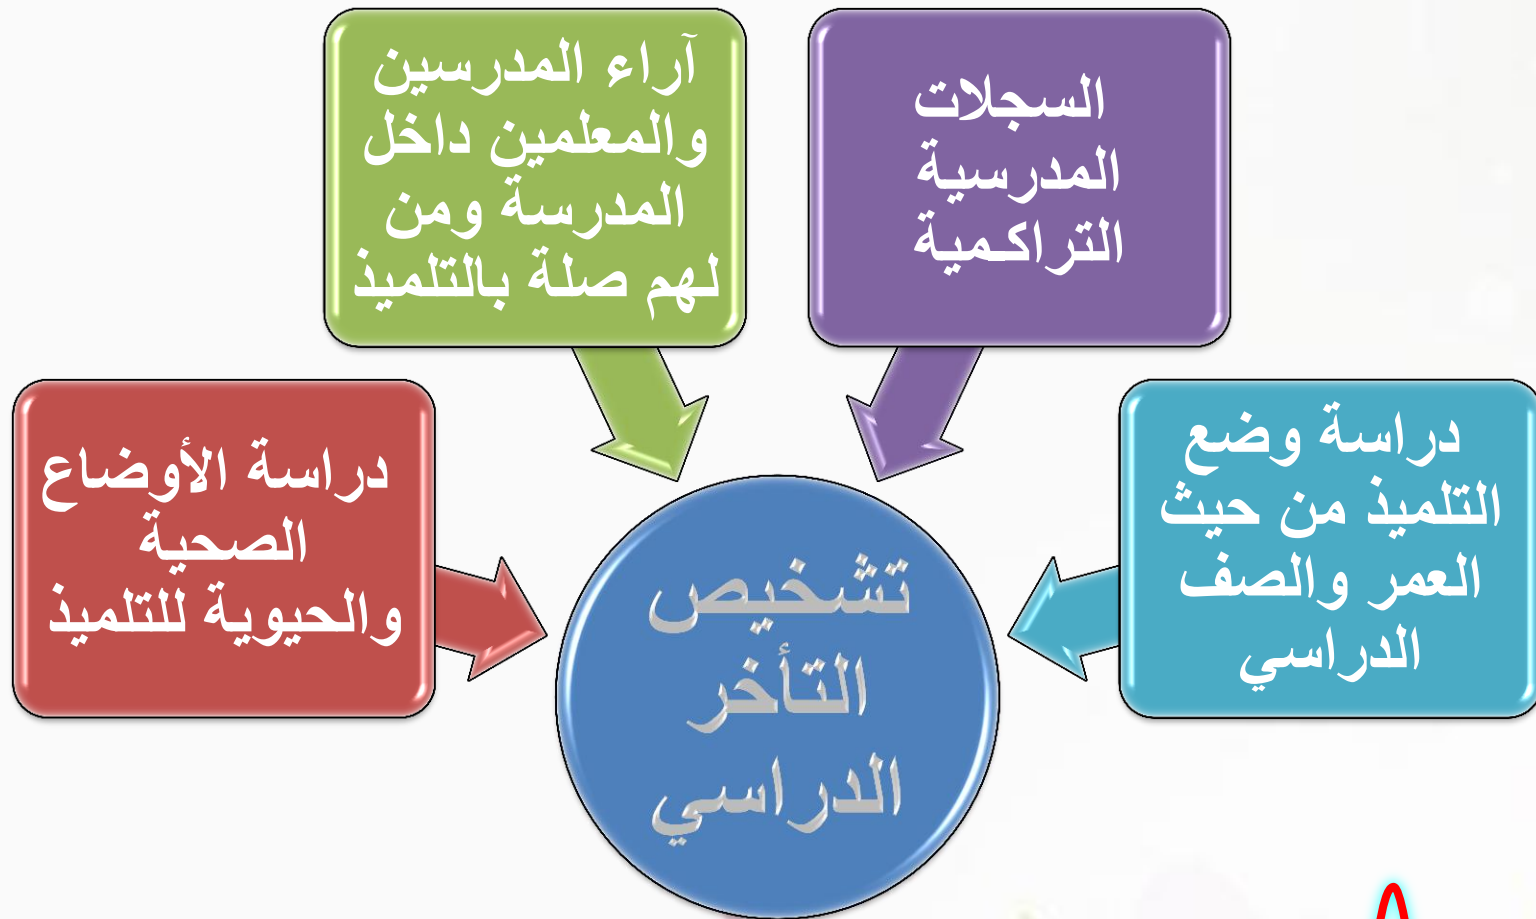 السجلات
المدرسية
التراكمية
آراء المدرسين
والمعلمين داخل
المدرسة ومن
لهم صلة بالتلميذ
دراسة وضع
التلميذ من حيث
العمر والصف
الدراسي
دراسة الأوضاع
الصحية
والحيوية للتلميذ
تشخيص
التأخر
الدراسي